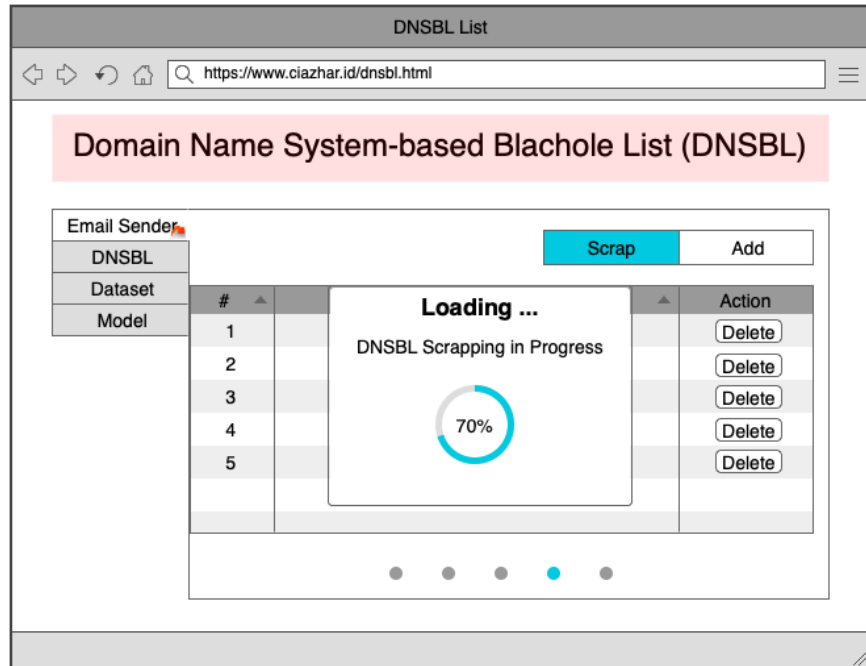 DNSBL List
https://www.ciazhar.id/dnsbl.html
Domain Name System-based Blachole List (DNSBL)
Email Sender
DNSBL
Dataset
Model
Scrap Add
# Action
1 Delete
2 Delete
3 Delete
4 Delete
5 Delete
Loading ...
DNSBL Scrapping in Progress
70%